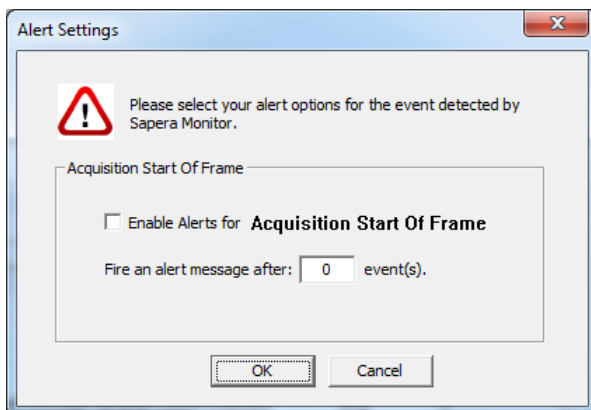 Alert Settings
Please select your alert options for the event detected by
Sapera Monitor.
Acquisition Start Of Frame
Enable Alerts for Acquisition Start Of Frame
Fire an alert message after: 0 event(s).
OK Cancel